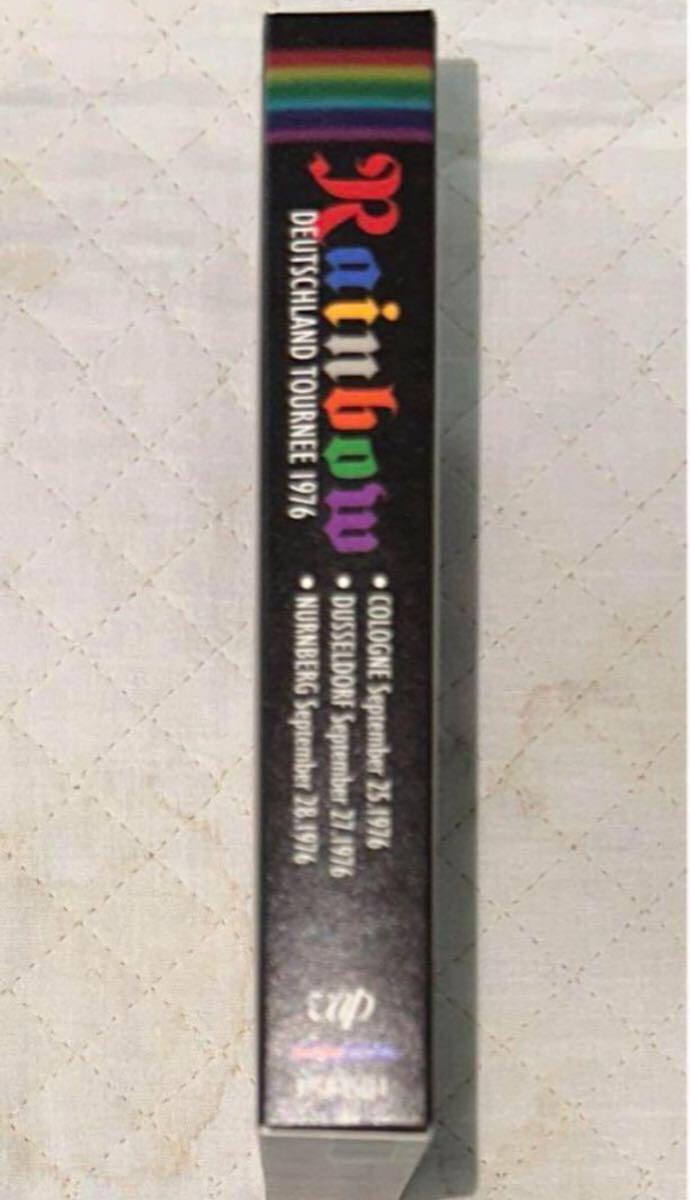 Rainbow
DEUTSCHLAND TOURNEE 1976
• COLOGNE September 25.1976
• DUSSELDORF September 27.1976
• NURNBERG September 28.1976